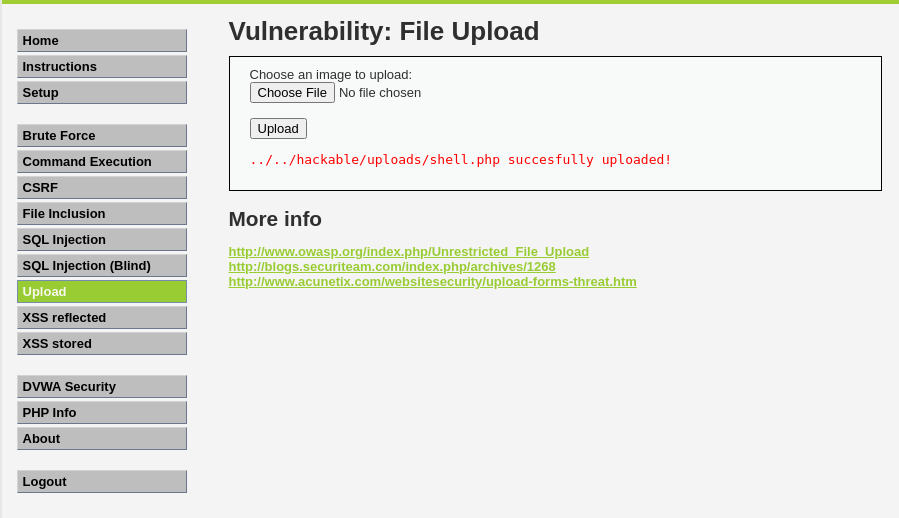 Home
Instructions
Setup
Brute Force
Command Execution
CSRF
File Inclusion
SQL Injection
SQL Injection (Blind)
Upload
XSS reflected
XSS stored
DVWA Security
PHP Info
About
Logout
Vulnerability: File Upload
Choose an image to upload:
Choose File No file chosen
Upload
../../hackable/uploads/shell.php succesfully uploaded!
More info
http://www.owasp.org/index.php/Unrestricted_File_Upload
http://blogs.securiteam.com/index.php/archives/1268
http://www.acunetix.com/websitesecurity/upload-forms-threat.htm